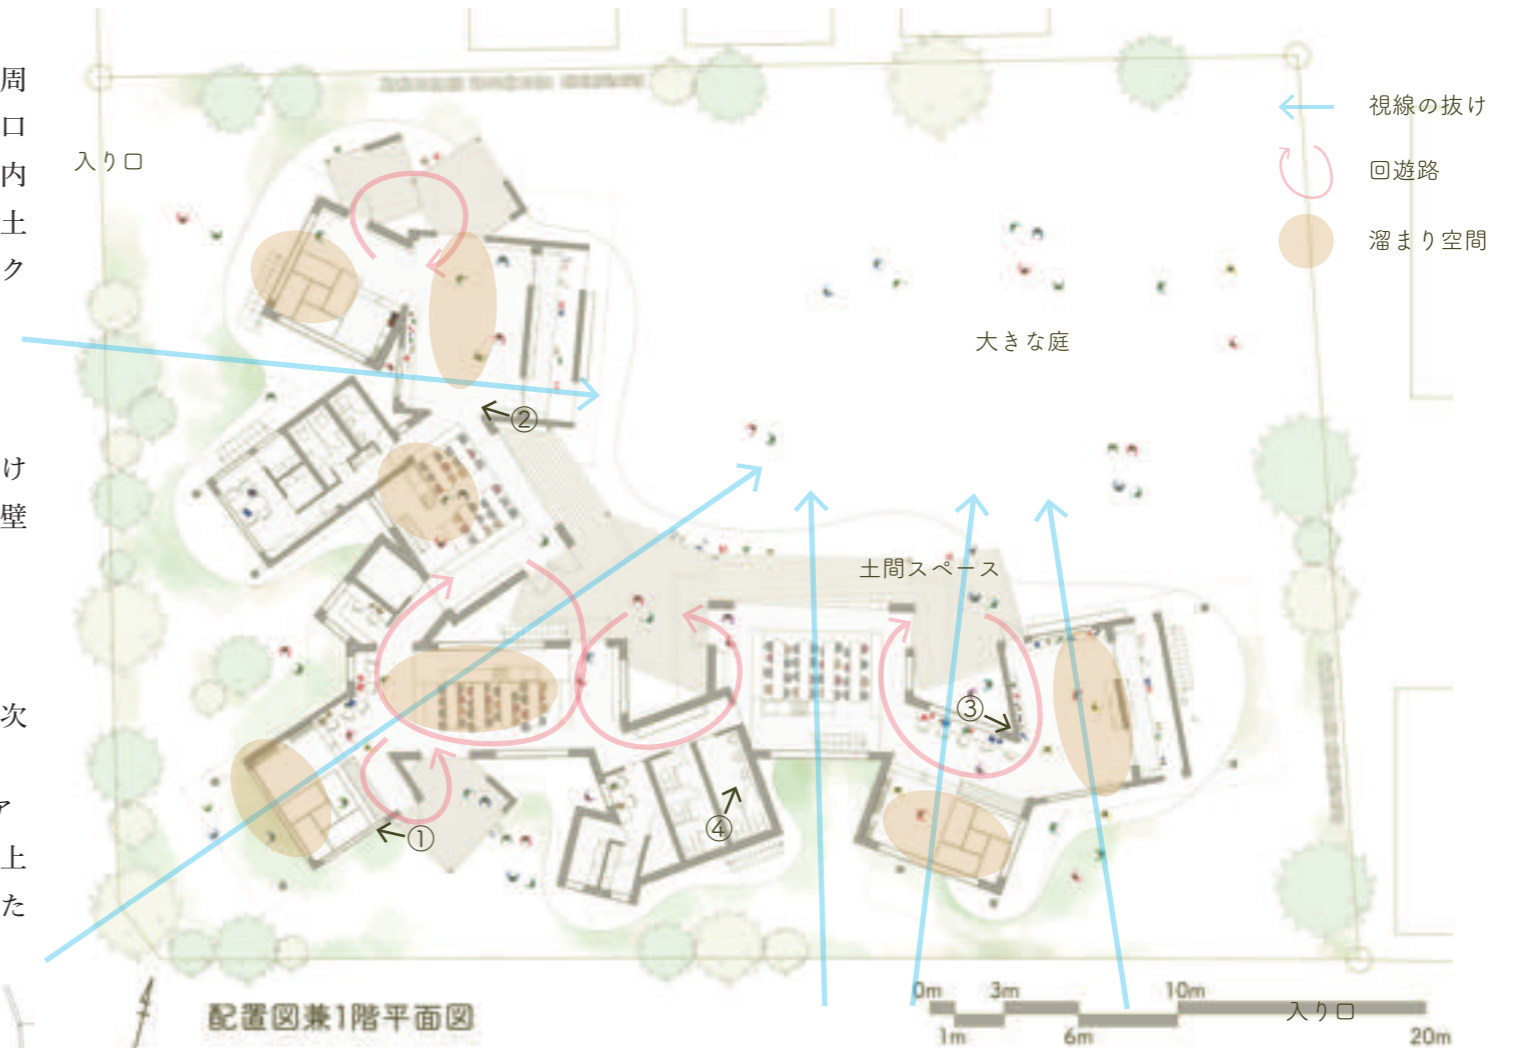 周
口
内
土
ク
け
壁
次
ア
上
た
入り口
視線の抜け
回遊路
溜まり空間
大きな庭
②
土間スペース
③
①
④
配置図兼1階平面図
0m 3m 10m
1m 6m 20m
入り口